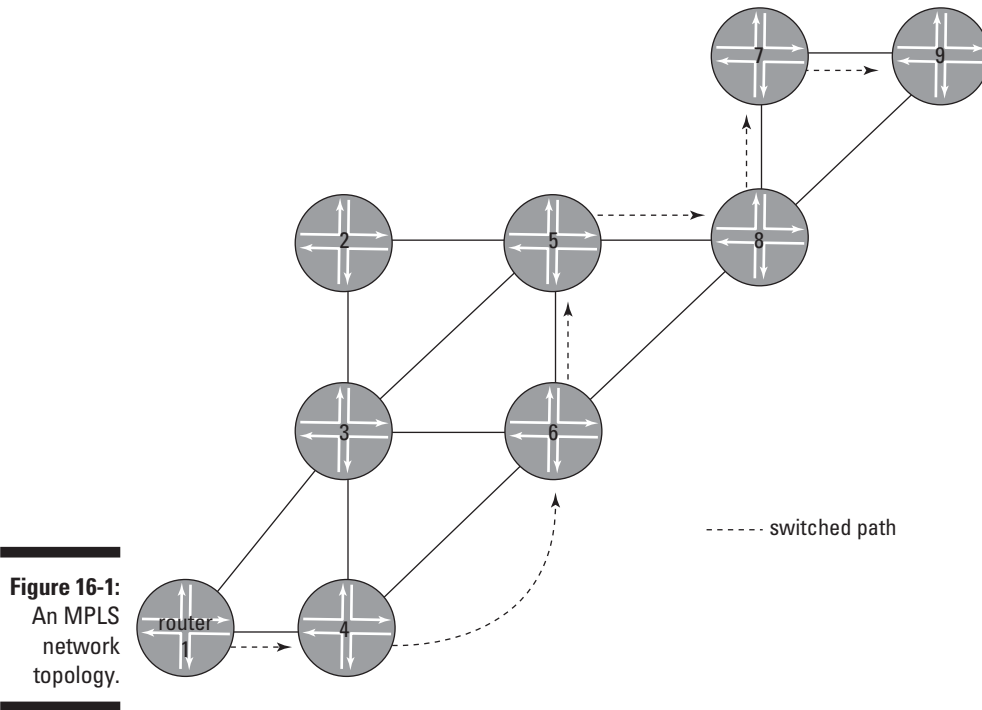 7
9
2
5
8
3
6
switched path
Figure 16-1:
An MPLS
network
topology.
router
1
4